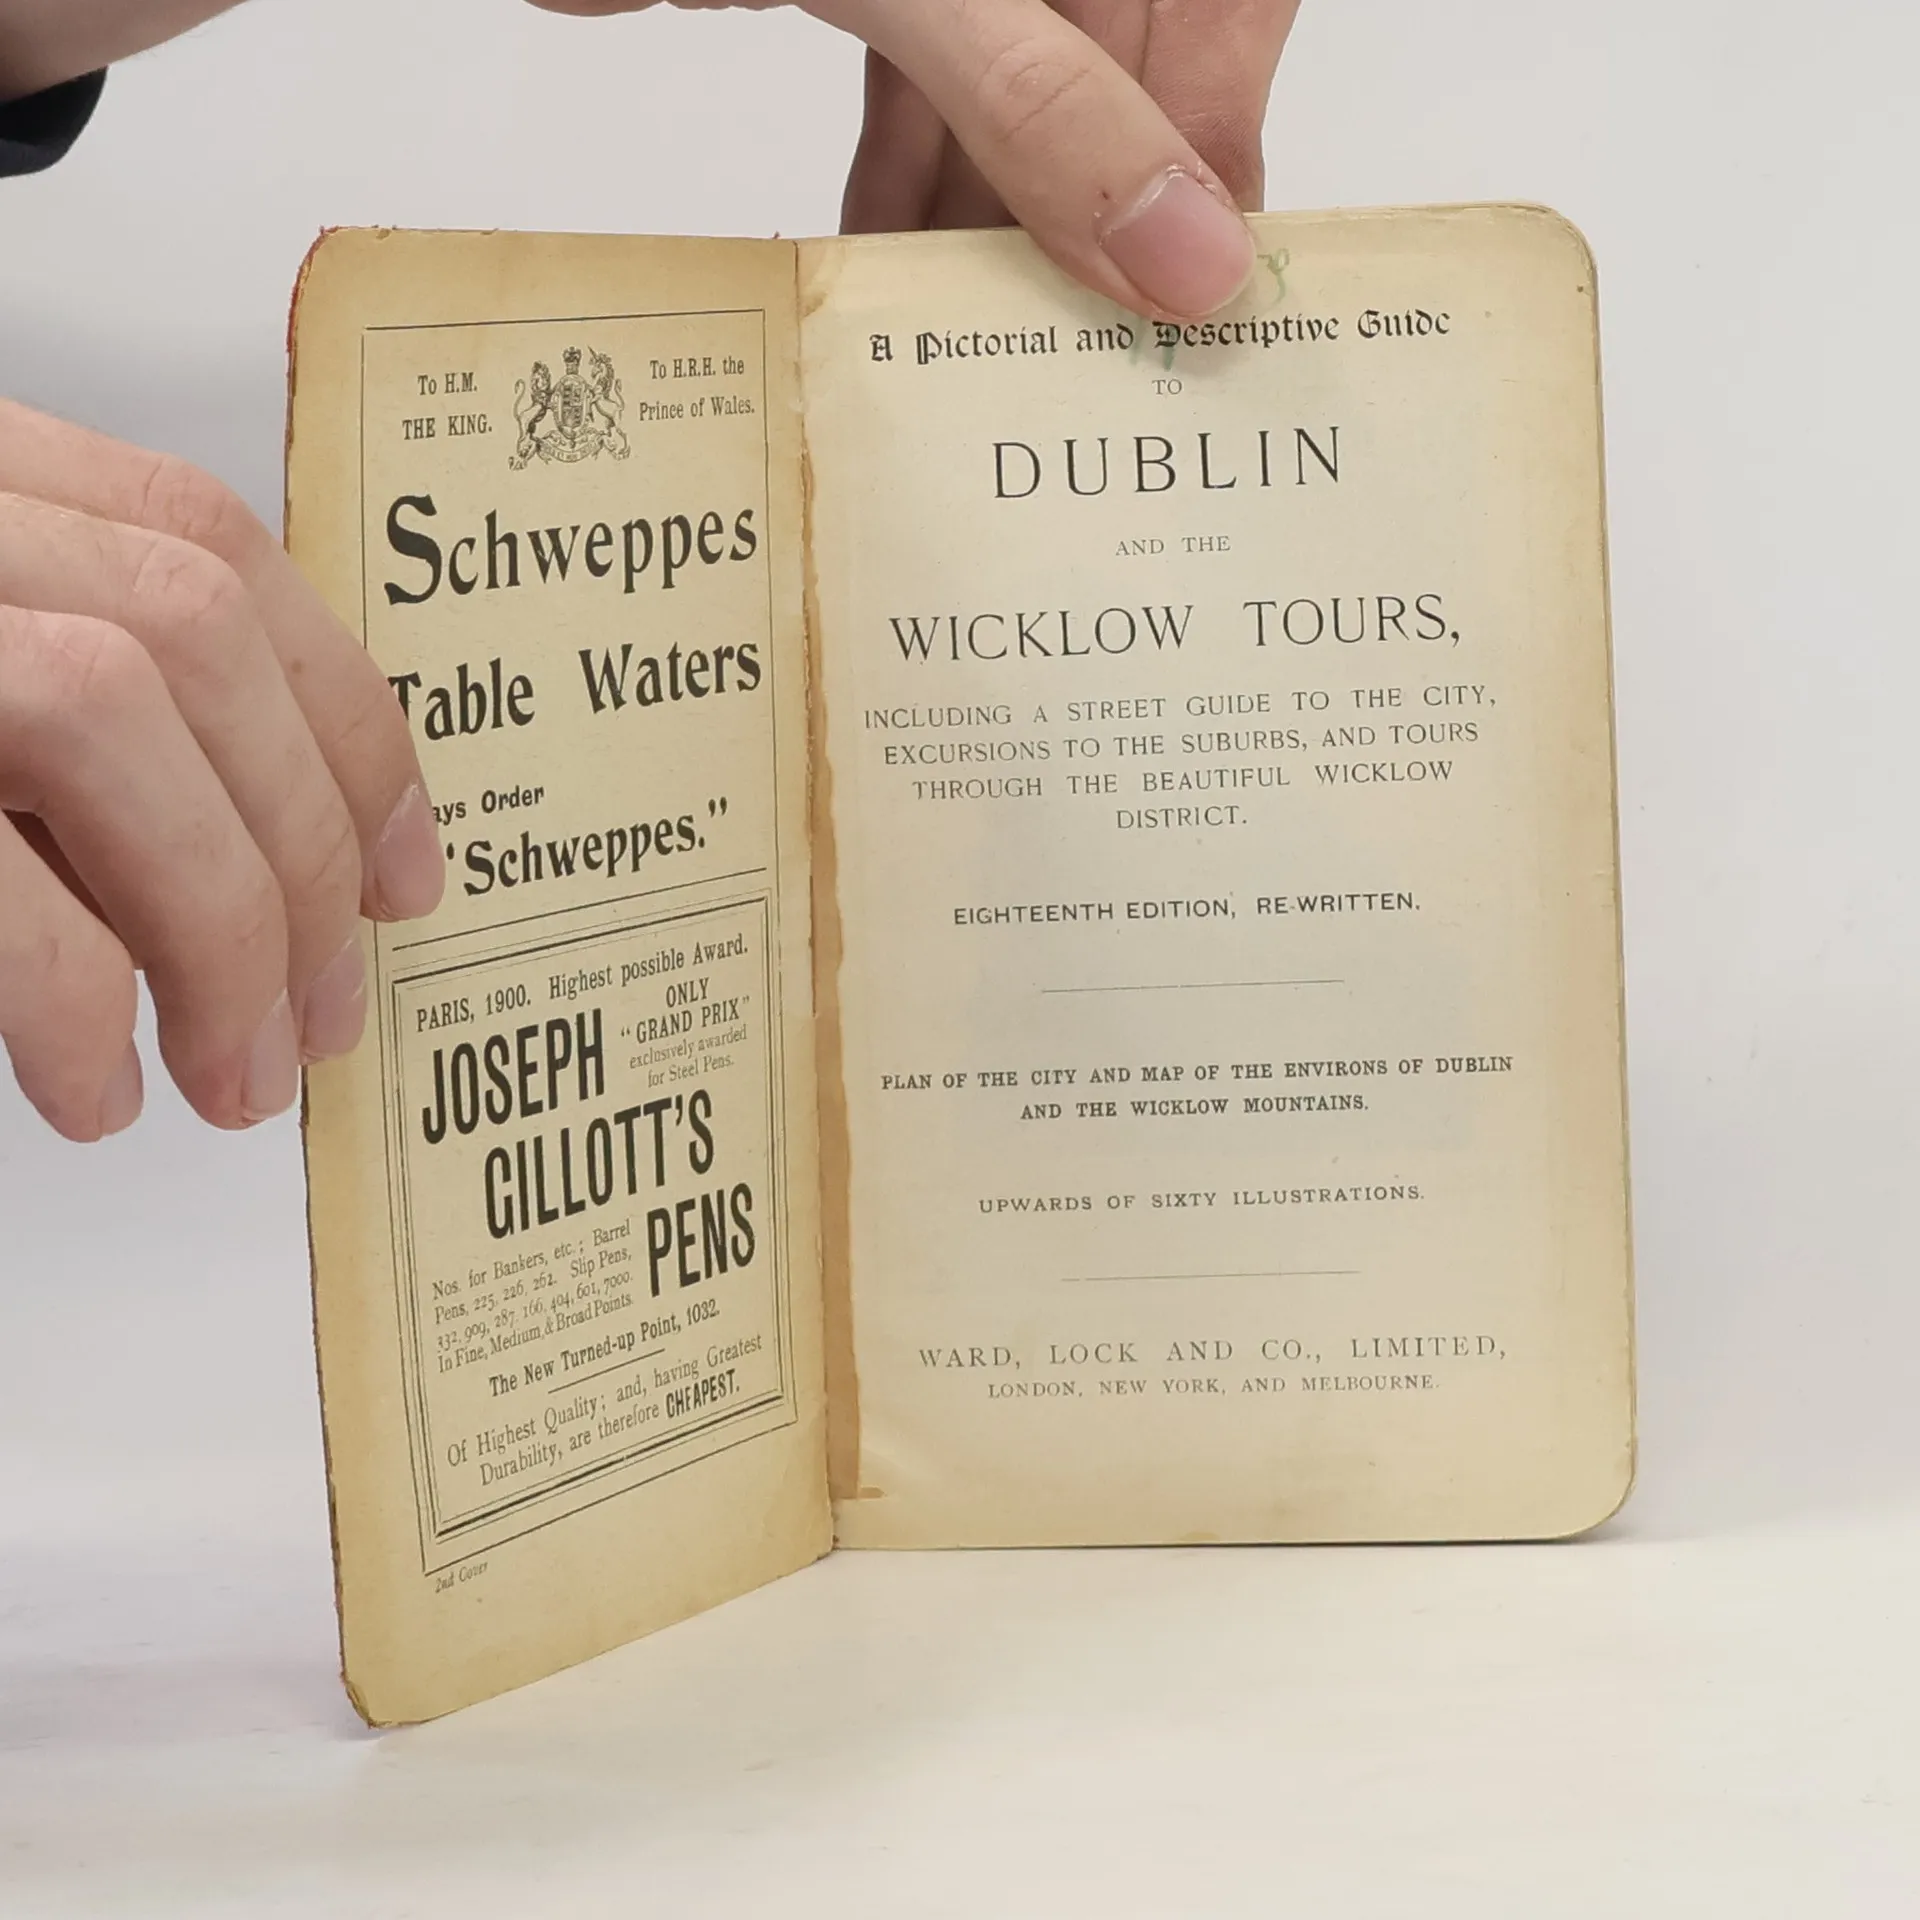 To H.M.
THE KING.
To H.R.H. the
Prince of Wales.
Schweppes
Table Waters
ays Order
"Schweppes."
PARIS, 1900. Highest possible Award.
JOSEPH
ONLY
"GRAND PRIX"
exclusively awarded
for Steel Pens.
GILLOTT'S
PENS
Nos. for Bankers, etc.; Barrel
Pens, 225, 226, 262. Slip Pens,
332, 909, 287, 166, 404, 601, 7000.
In Fine, Medium, & Broad Points.
The New Turned-up Point, 1032.
Of Highest Quality; and, having Greatest
Durability, are therefore CHEAPEST.
2nd Cover
A Pictorial and Descriptive Guide
TO
DUBLIN
AND THE
WICKLOW TOURS,
INCLUDING A STREET GUIDE TO THE CITY,
EXCURSIONS TO THE SUBURBS, AND TOURS
THROUGH THE BEAUTIFUL WICKLOW
DISTRICT.
EIGHTEENTH EDITION, RE-WRITTEN.
PLAN OF THE CITY AND MAP OF THE ENVIRONS OF DUBLIN
AND THE WICKLOW MOUNTAINS.
UPWARDS OF SIXTY ILLUSTRATIONS.
WARD, LOCK AND CO., LIMITED,
LONDON, NEW YORK, AND MELBOURNE.